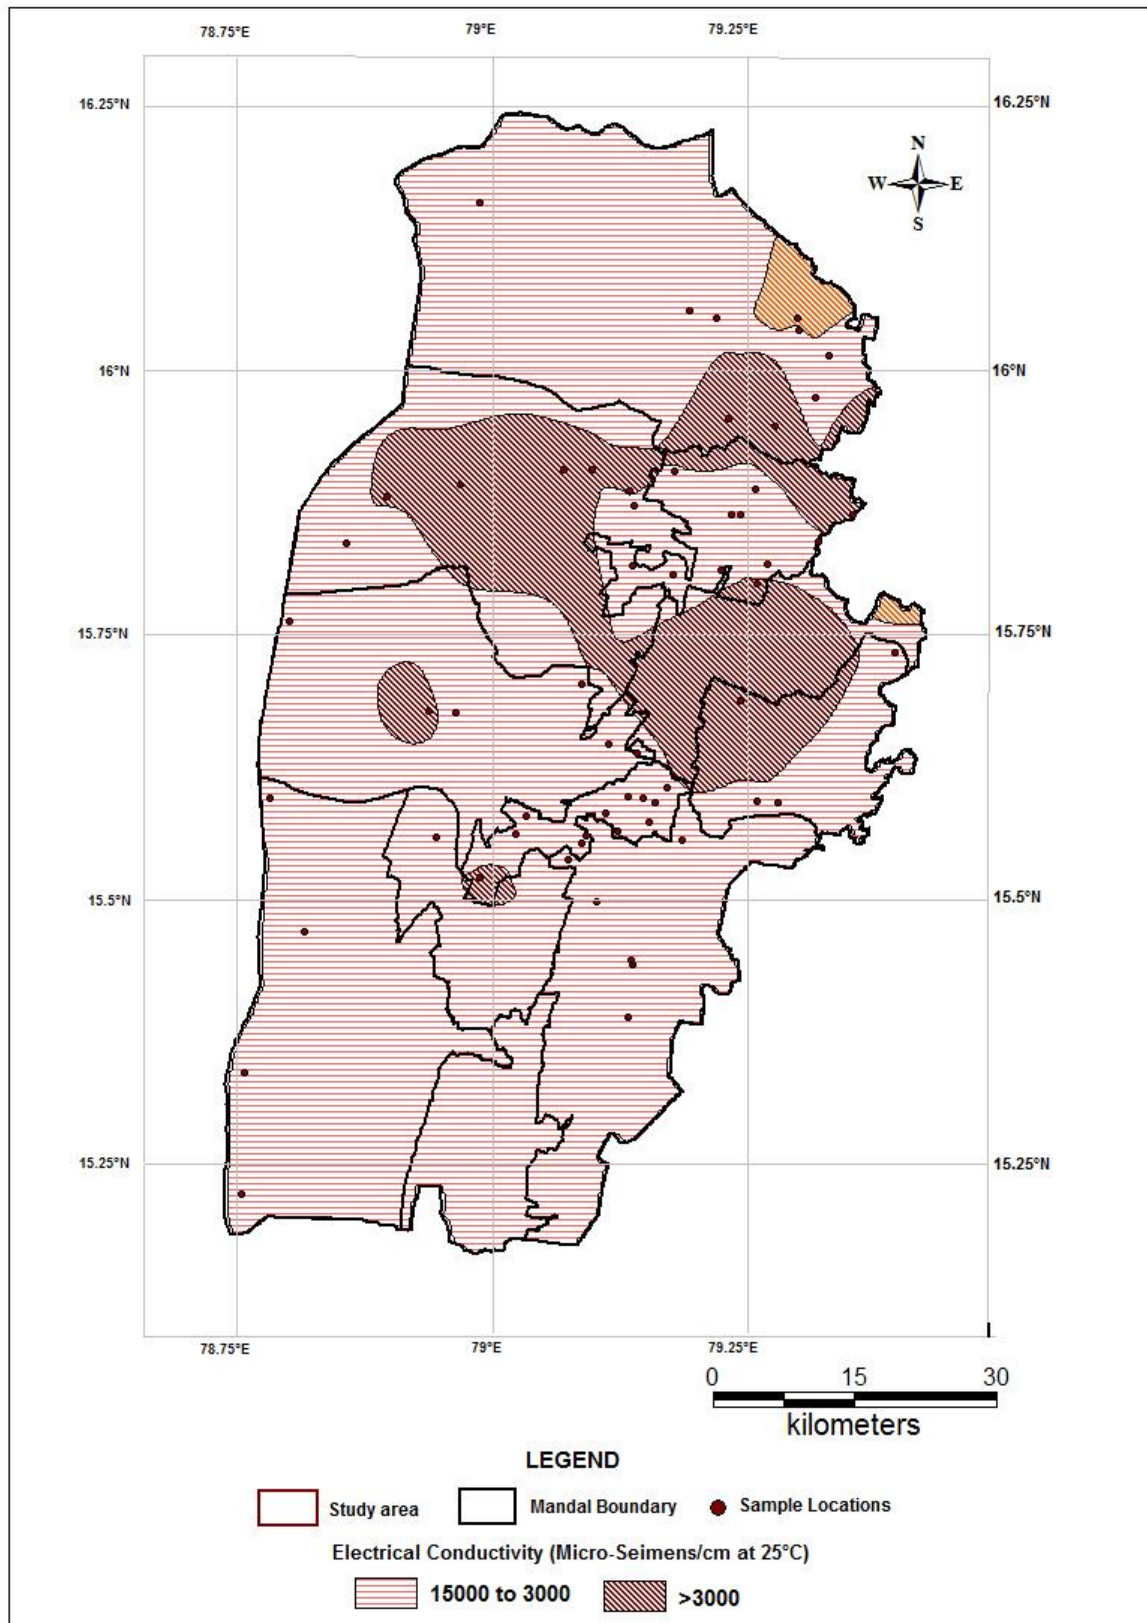 78.75°E 79°E 79.25°E
16.25°N 16.25°N
N
W E
S
16°N 16°N
15.75°N 15.75°N
15.5°N 15.5°N
15.25°N 15.25°N
78.75°E 79°E 79.25°E
0 15 30
kilometers
LEGEND
Study area Mandal Boundary Sample Locations
Electrical Conductivity (Micro-Seimens/cm at 25°C)
15000 to 3000 >3000